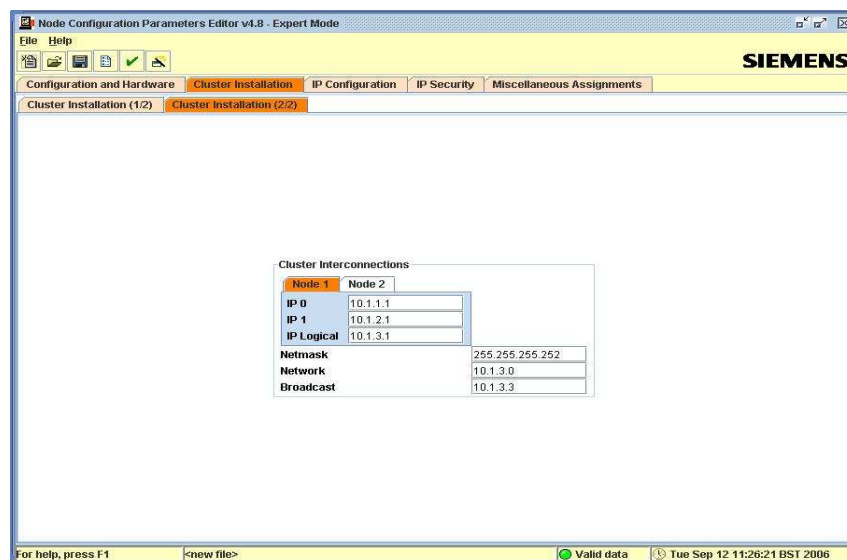 Node Configuration Parameters Editor v4.8 - Expert Mode
File Help
SIEMENS
Configuration and Hardware Cluster Installation IP Configuration IP Security Miscellaneous Assignments
Cluster Installation (1/2) Cluster Installation (2/2)
Cluster Interconnections
Node 1 Node 2
IP 0 10.1.1.1
IP 1 10.1.2.1
IP Logical 10.1.3.1
Netmask 255.255.255.252
Network 10.1.3.0
Broadcast 10.1.3.3
For help, press F1 <new file> Valid data Tue Sep 12 11:26:21 BST 2006